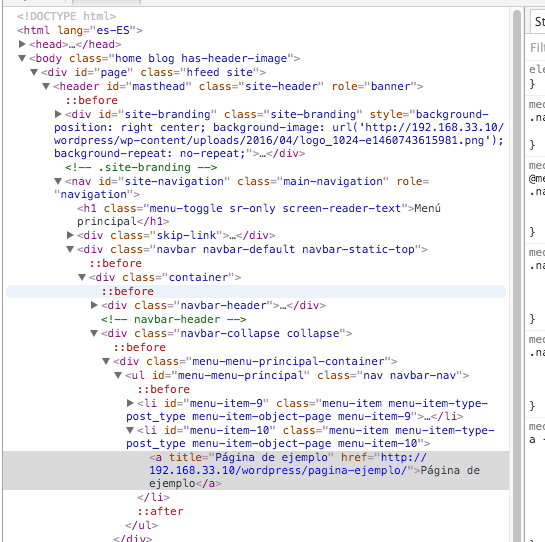 <!DOCTYPE html>
<html lang="es-ES">
▶<head>…</head>
▼<body class="home blog has-header-image">
▼<div id="page" class="hfeed site">
▼<header id="masthead" class="site-header" role="banner">
::before
▶<div id="site-branding" class="site-branding" style="background-
position: right center; background-image: url('http://192.168.33.10/
wordpress/wp-content/uploads/2016/04/logo_1024-e1460743615981.png');
background-repeat: no-repeat;">…</div>
<!-- .site-branding -->
▼<nav id="site-navigation" class="main-navigation" role=
"navigation">
<h1 class="menu-toggle sr-only screen-reader-text">Menú
principal</h1>
▶<div class="skip-link">…</div>
▼<div class="navbar navbar-default navbar-static-top">
::before
▼<div class="container">
::before
▶<div class="navbar-header">…</div>
<!-- navbar-header -->
▼<div class="navbar-collapse collapse">
::before
▼<div class="menu-menu-principal-container">
▼<ul id="menu-menu-principal" class="nav navbar-nav">
::before
▶<li id="menu-item-9" class="menu-item menu-item-type-
post_type menu-item-object-page menu-item-9">…</li>
▼<li id="menu-item-10" class="menu-item menu-item-type-
post_type menu-item-object-page menu-item-10">
<a title="Página de ejemplo" href="http://
192.168.33.10/wordpress/pagina-ejemplo/">Página de
ejemplo</a>
</li>
::after
</ul>
</div>
St
Filt
ele
}
med
.na
}
med
@me
.na
}
med
.na
}
med
.na
}
med
a